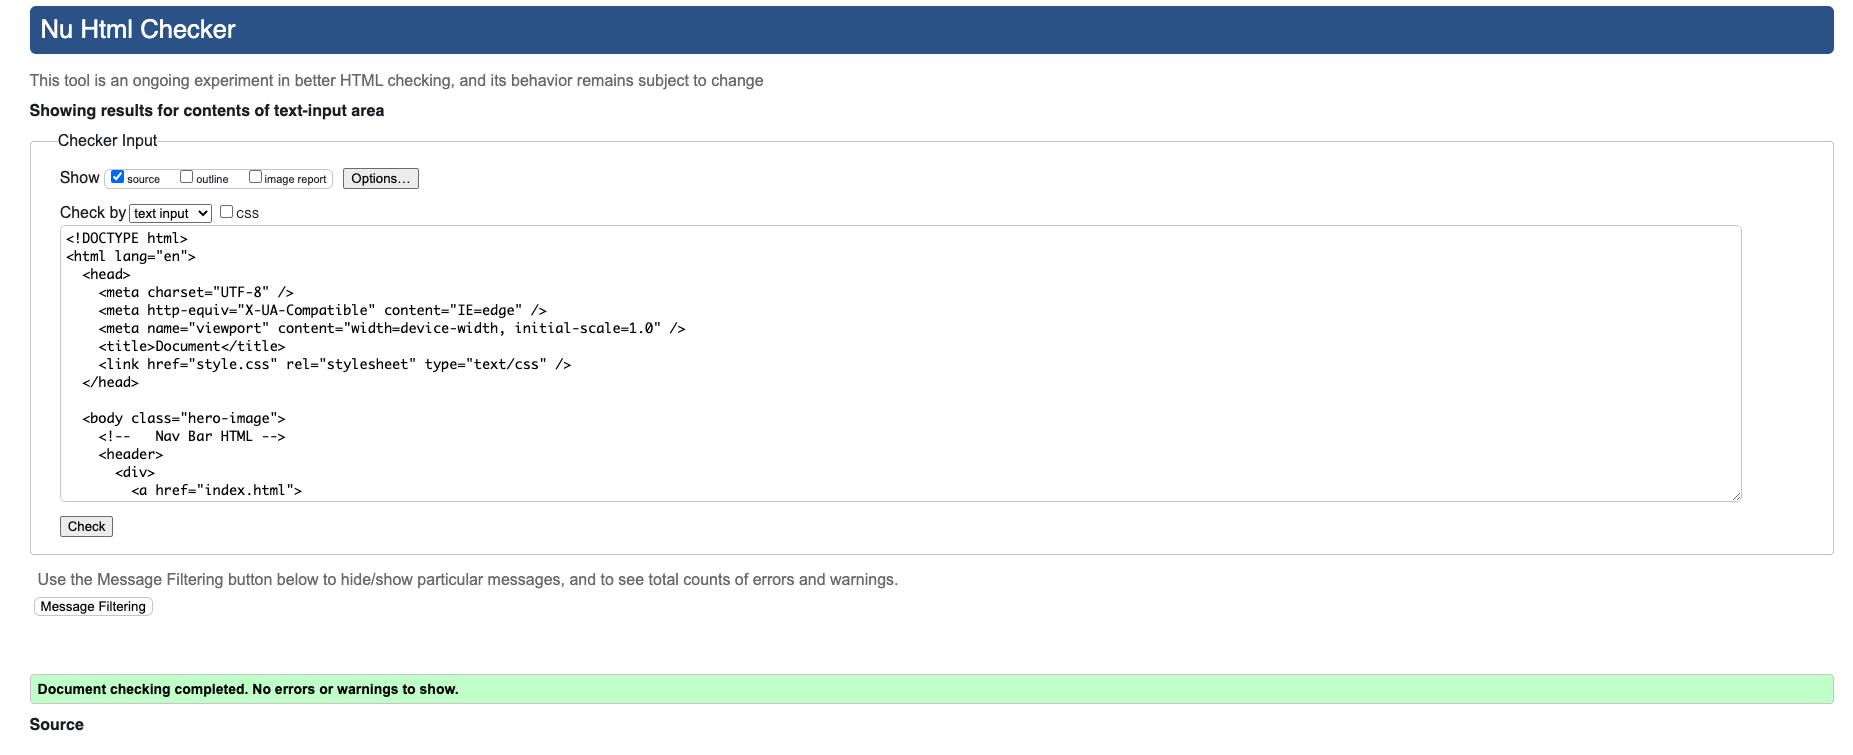 Nu Html Checker
This tool is an ongoing experiment in better HTML checking, and its behavior remains subject to change
Showing results for contents of text-input area
Checker Input
Show source outline image report Options...
Check by text input css
<!DOCTYPE html>
<html lang="en">
  <head>
    <meta charset="UTF-8" />
    <meta http-equiv="X-UA-Compatible" content="IE=edge" />
    <meta name="viewport" content="width=device-width, initial-scale=1.0" />
    <title>Document</title>
    <link href="style.css" rel="stylesheet" type="text/css" />
  </head>
  <body class="hero-image">
    <!--   Nav Bar HTML -->
    <header>
      <div>
        <a href="index.html">
Check
Use the Message Filtering button below to hide/show particular messages, and to see total counts of errors and warnings.
Message Filtering
Document checking completed. No errors or warnings to show.
Source